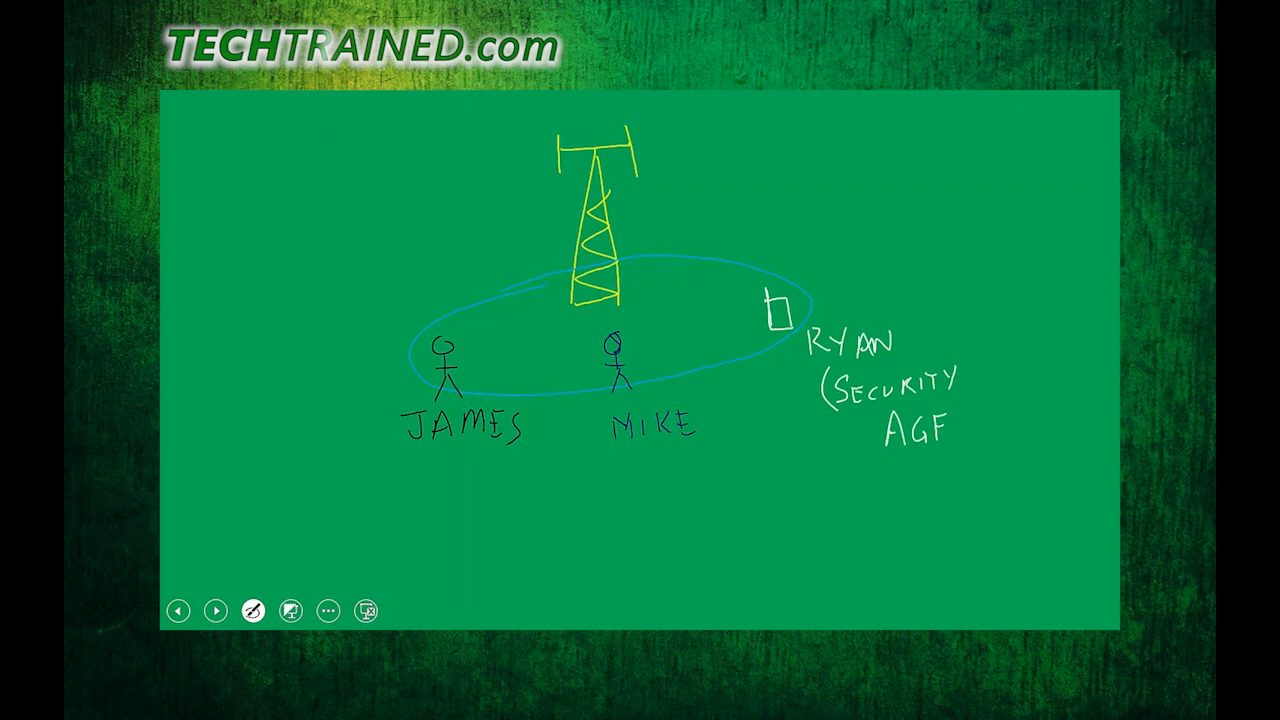 TECHTRAINED.com
RYAN
(SECURITY
JAMES
MIKE
AGF